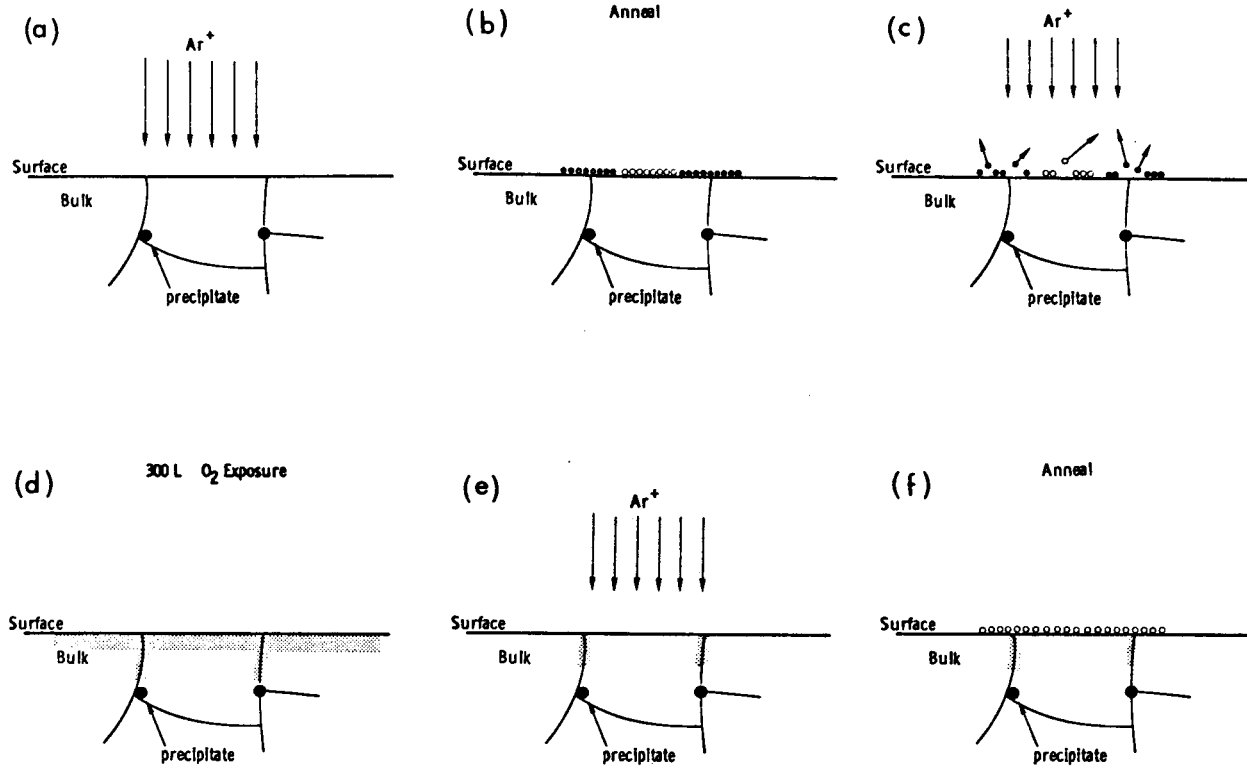 (a)
Ar+
Surface
Bulk
precipitate
(b)
Anneal
Surface
Bulk
precipitate
(c)
Ar+
Surface
Bulk
precipitate
(d)
300 L O2 Exposure
Surface
Bulk
precipitate
(e)
Ar+
Surface
Bulk
precipitate
(f)
Anneal
Surface
Bulk
precipitate